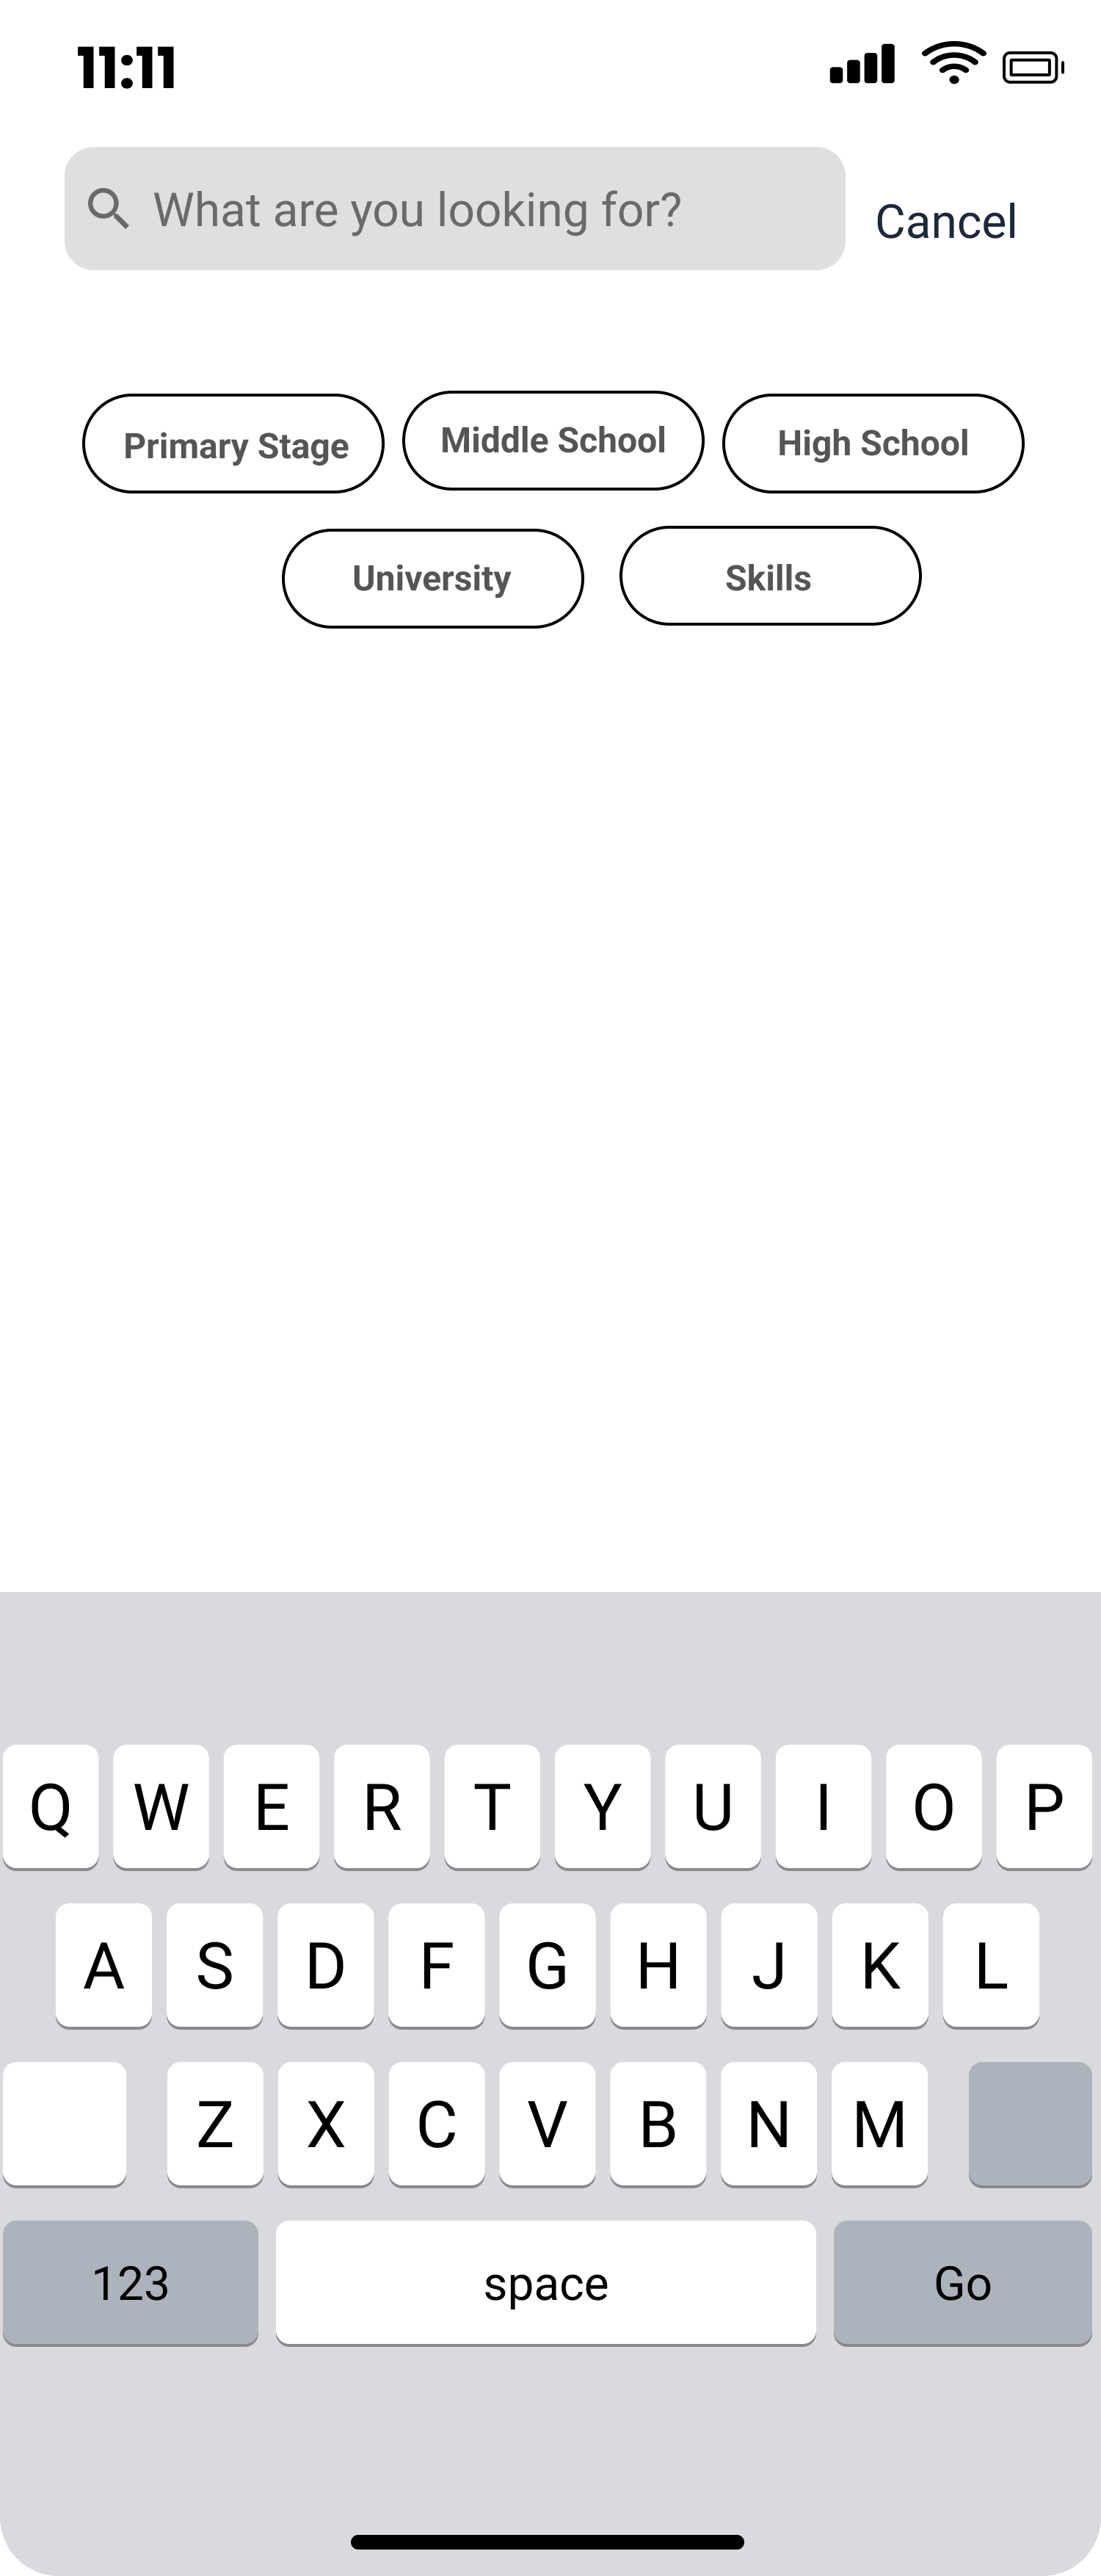 11:11
What are you looking for?
Cancel
Primary Stage
Middle School
High School
University
Skills
Q W E R T Y U I O P
A S D F G H J K L
Z X C V B N M
123
space
Go